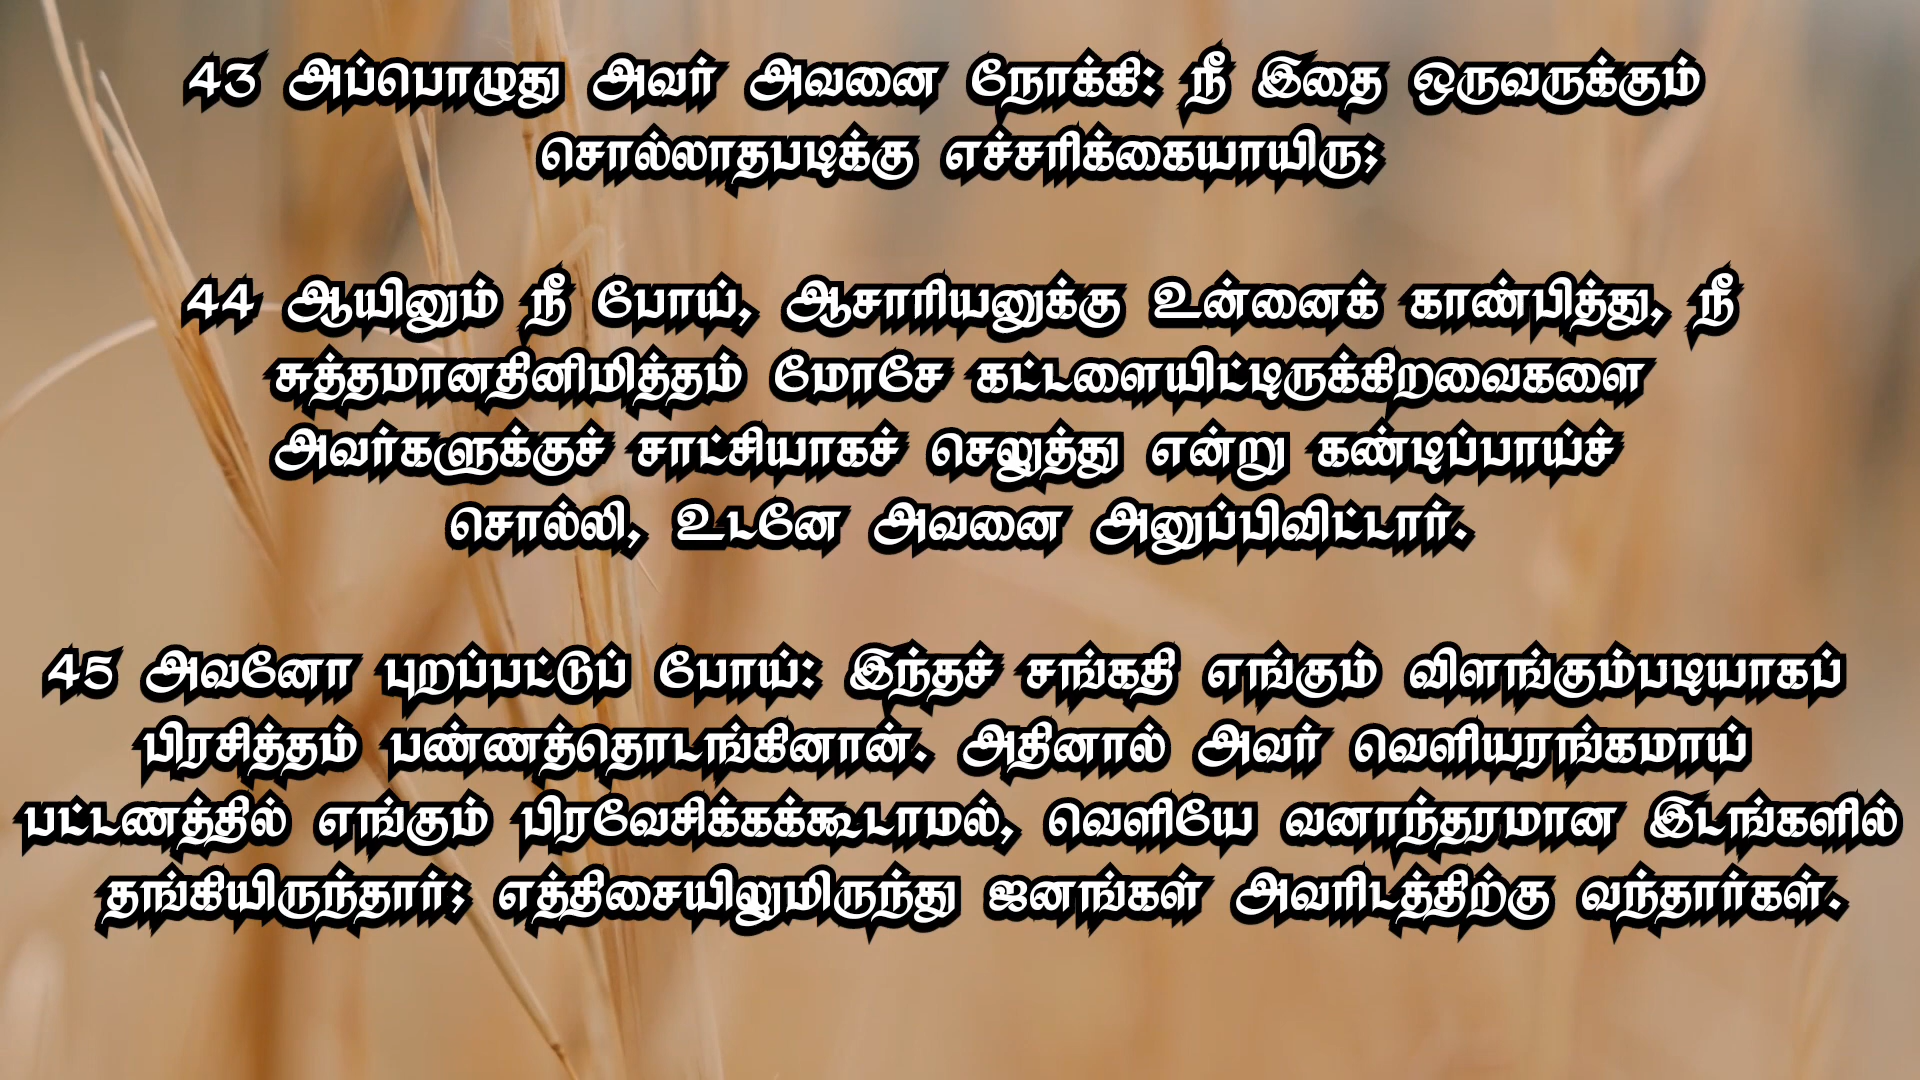 43 அப்பொழுது அவர் அவனை நோக்கி: நீ இதை ஒருவருக்கும்
சொல்லாதபடிக்கு எச்சரிக்கையாயிரு;
44 ஆயினும் நீ போய், ஆசாரியனுக்கு உன்னைக் காண்பித்து, நீ
சுத்தமானதினிமித்தம் மோசே கட்டளையிட்டிருக்கிறவைகளை
அவர்களுக்குச் சாட்சியாகச் செலுத்து என்று கண்டிப்பாய்ச்
சொல்லி, உடனே அவனை அனுப்பிவிட்டார்.
45 அவனோ புறப்பட்டுப் போய்: இந்தச் சங்கதி எங்கும் விளங்கும்படியாகப்
பிரசித்தம் பண்ணத்தொடங்கினான். அதினால் அவர் வெளியரங்கமாய்
பட்டணத்தில் எங்கும் பிரவேசிக்கக்கூடாமல், வெளியே வனாந்தரமான இடங்களில்
தங்கியிருந்தார்; எத்திசையிலுமிருந்து ஜனங்கள் அவரிடத்திற்கு வந்தார்கள்.